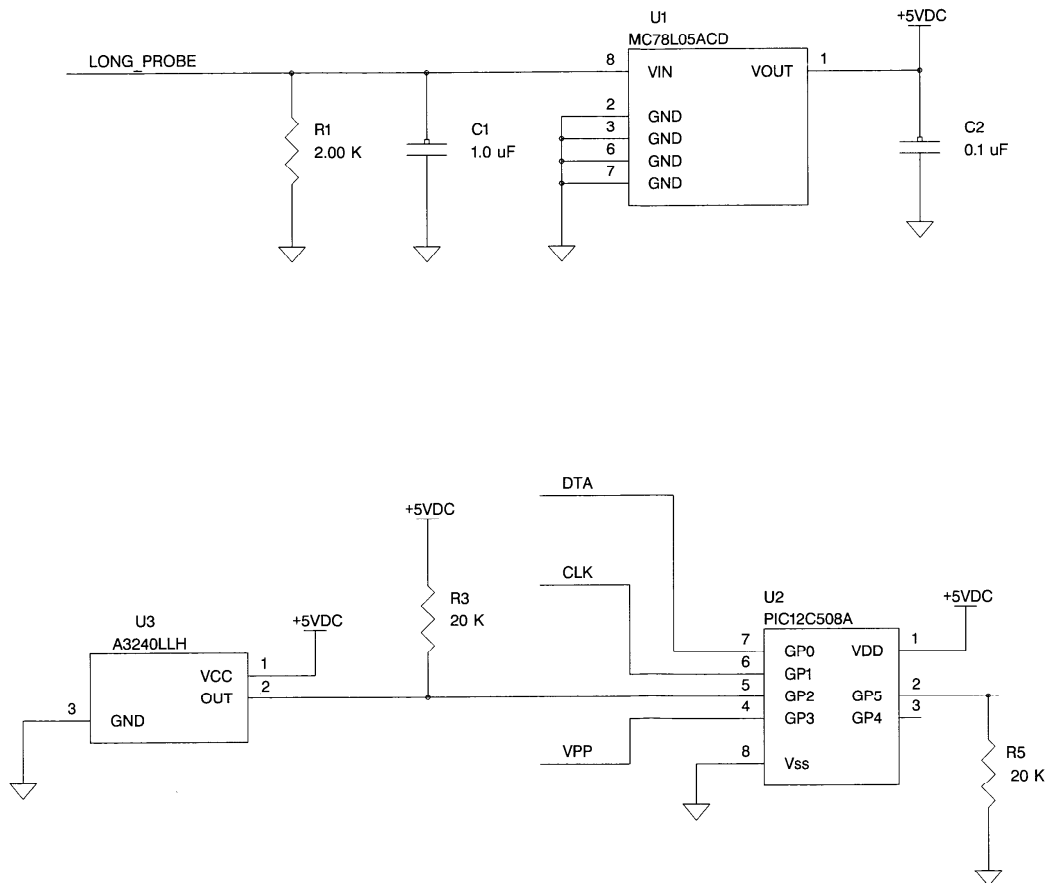 U1
MC78L05ACD
+5VDC
LONG_PROBE
8
VIN
VOUT
1
R1
2.00 K
C1
1.0 uF
2
GND
3
GND
6
GND
7
GND
C2
0.1 uF
DTA
+5VDC
CLK
R3
20 K
U2
PIC12C508A
+5VDC
U3
A3240LLH
+5VDC
7
GP0
VDD
1
6
GP1
VCC
1
OUT
2
5
GP2
GP5
2
4
GP3
GP4
3
3
GND
VPP
8
Vss
R5
20 K